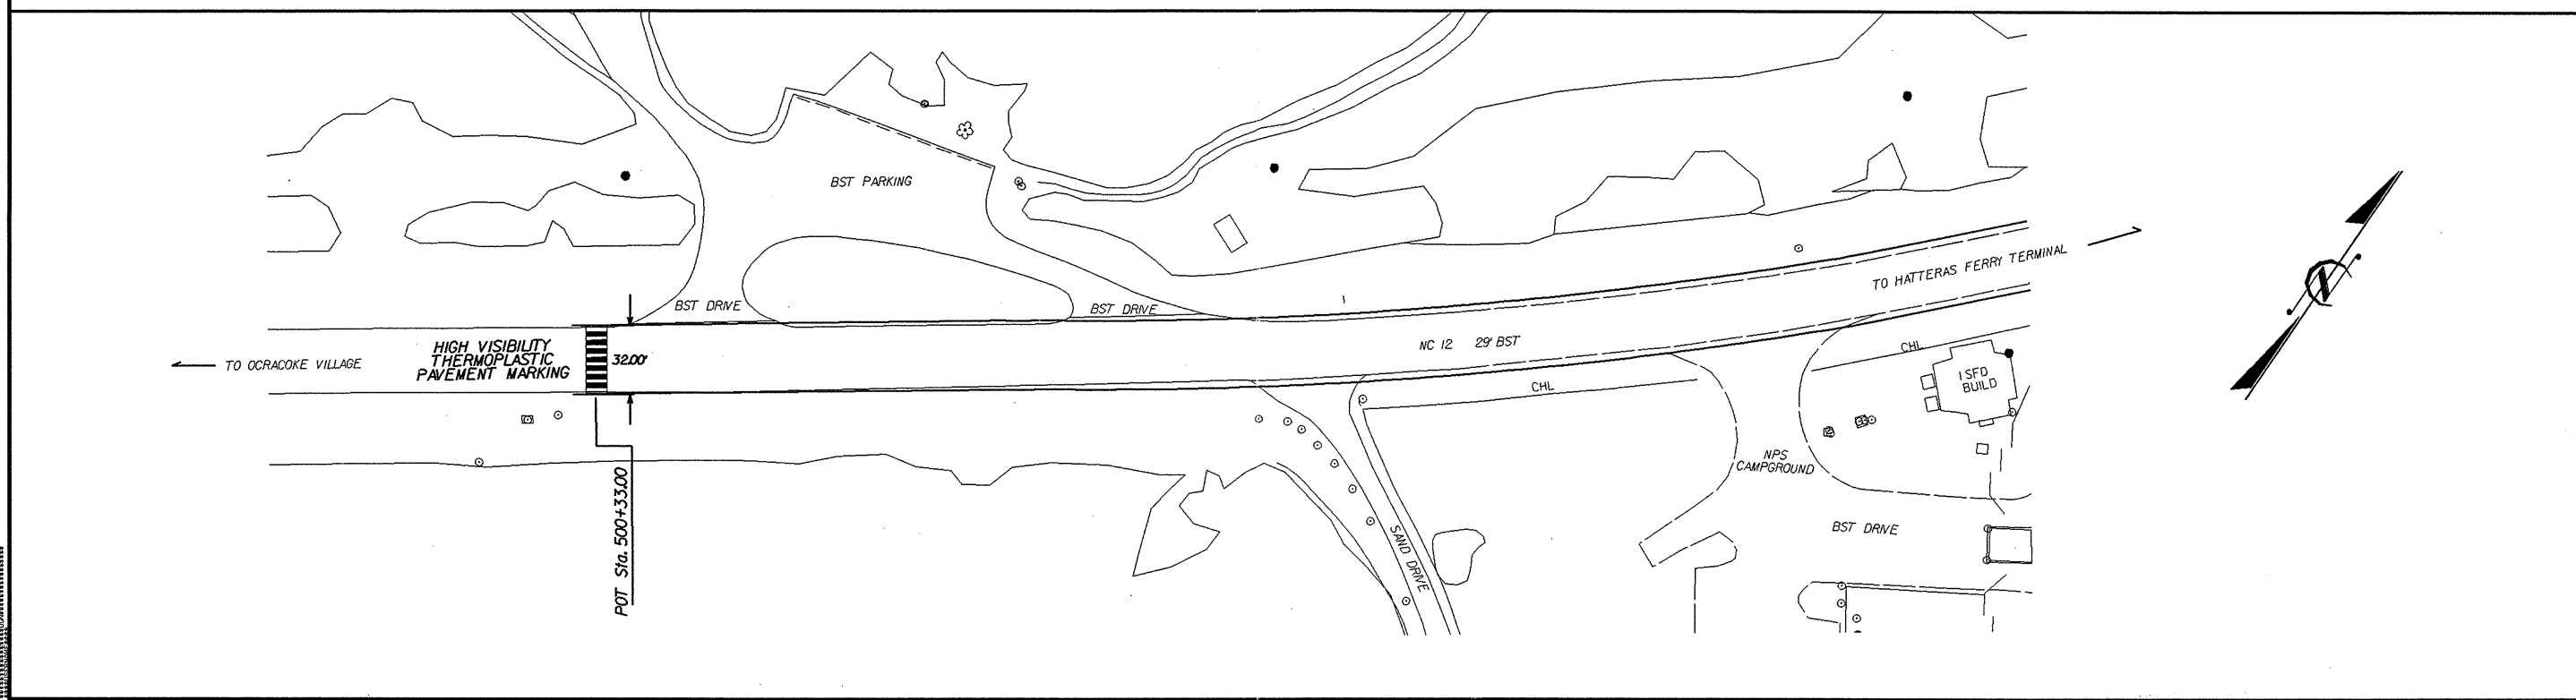 BST PARKING
BST DRIVE
BST DRIVE
TO HATTERAS FERRY TERMINAL
NC 12 29' BST
TO OCRACOKE VILLAGE
HIGH VISIBILITY
THERMOPLASTIC
PAVEMENT MARKING
32.00'
CHL
CHL
1 SFD
BUILD
NPS
CAMPGROUND
BST DRIVE
SAND DRIVE
POT Sta. 500+33.00
N